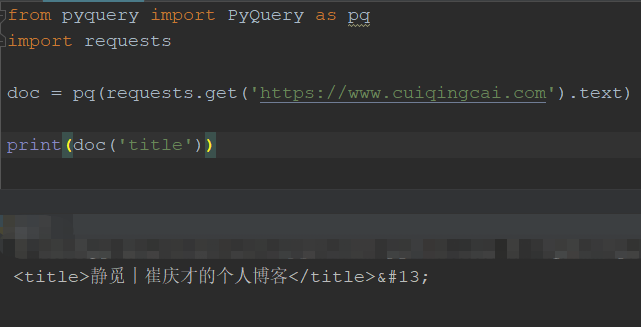 from pyquery import PyQuery as pq
import requests
doc = pq(requests.get('https://www.cuiqingcai.com').text)
print(doc('title'))
<title>静觅丨崔庆才的个人博客</title>&#13;